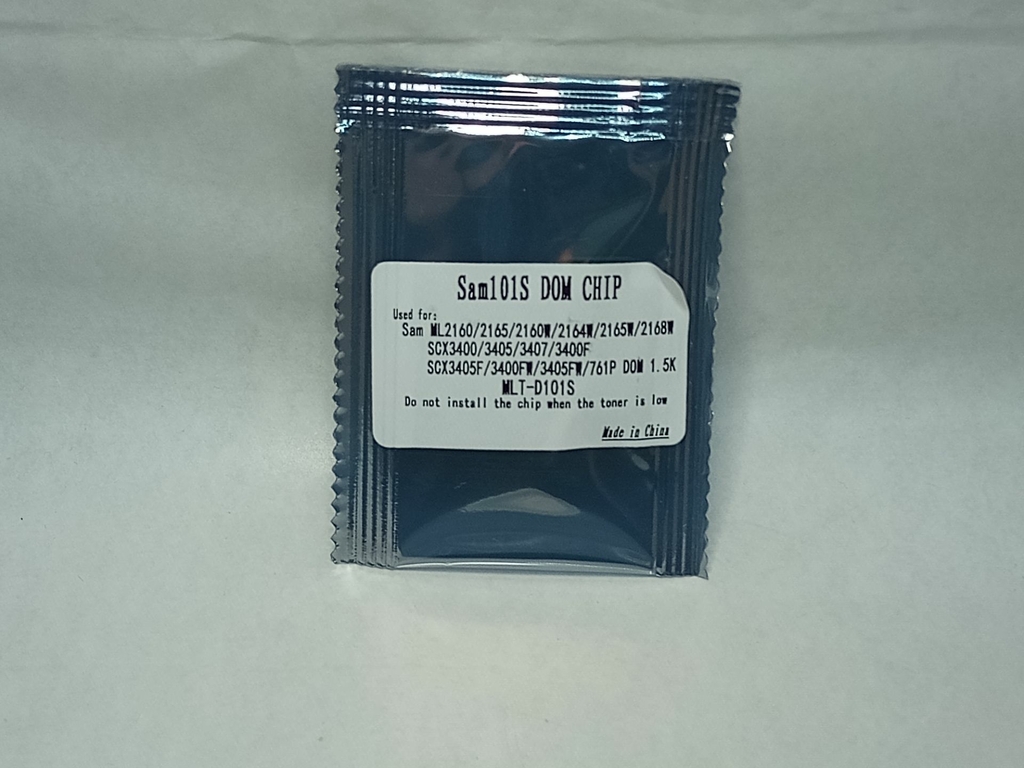 Sam101S DOM CHIP
Used for:
Sam ML2160/2165/2160W/2164W/2165W/2168W
SCX3400/3405/3407/3400F
SCX3405F/3400FW/3405FW/761P DOM 1.5K
MLT-D101S
Do not install the chip when the toner is low
Made in China